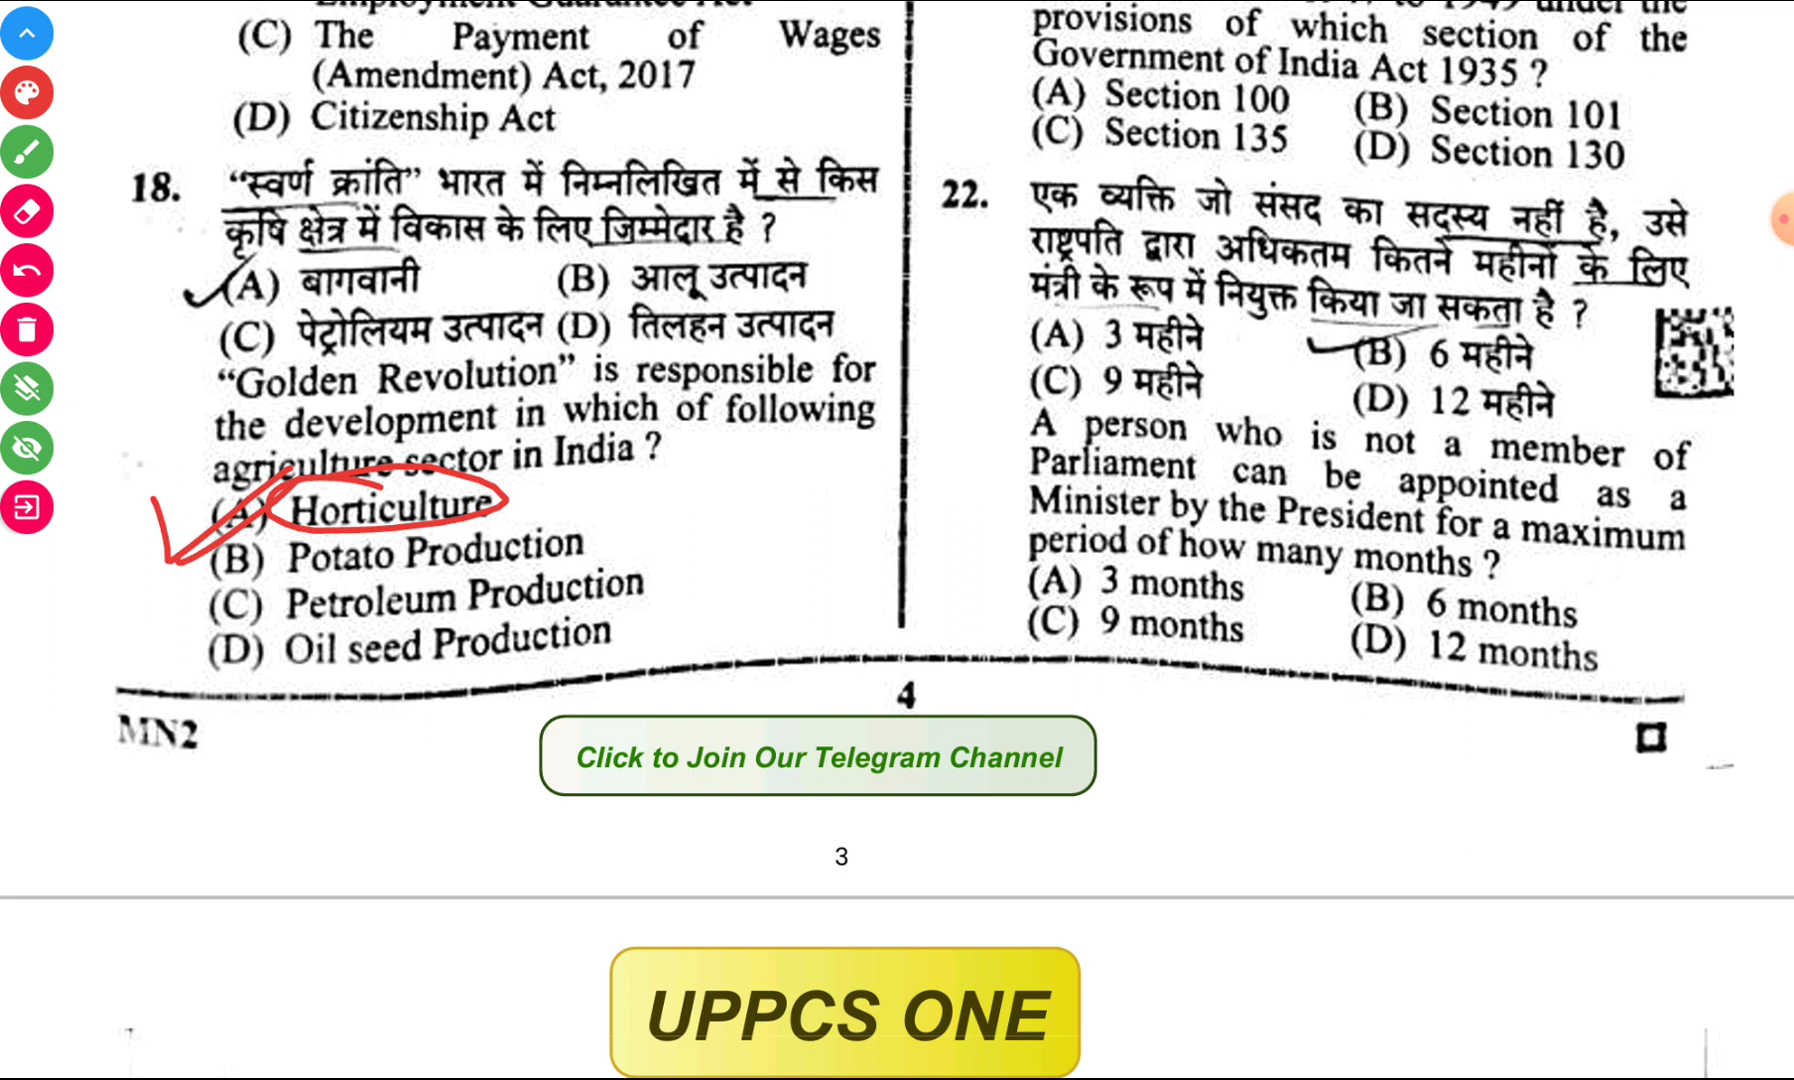 (C) The Payment of Wages
(Amendment) Act, 2017
(D) Citizenship Act
18. “स्वर्ण क्रांति” भारत में निम्नलिखित में से किस
कृषि क्षेत्र में विकास के लिए जिम्मेदार है ?
(A) बागवानी (B) आलू उत्पादन
(C) पेट्रोलियम उत्पादन (D) तिलहन उत्पादन
“Golden Revolution” is responsible for
the development in which of following
agriculture sector in India ?
(A) Horticulture
(B) Potato Production
(C) Petroleum Production
(D) Oil seed Production
provisions of which section of the
Government of India Act 1935 ?
(A) Section 100 (B) Section 101
(C) Section 135 (D) Section 130
22. एक व्यक्ति जो संसद का सदस्य नहीं है, उसे
राष्ट्रपति द्वारा अधिकतम कितने महीनों के लिए
मंत्री के रूप में नियुक्त किया जा सकता है ?
(A) 3 महीने (B) 6 महीने
(C) 9 महीने (D) 12 महीने
A person who is not a member of
Parliament can be appointed as a
Minister by the President for a maximum
period of how many months ?
(A) 3 months (B) 6 months
(C) 9 months (D) 12 months
MN2 4
Click to Join Our Telegram Channel
3
UPPCS ONE